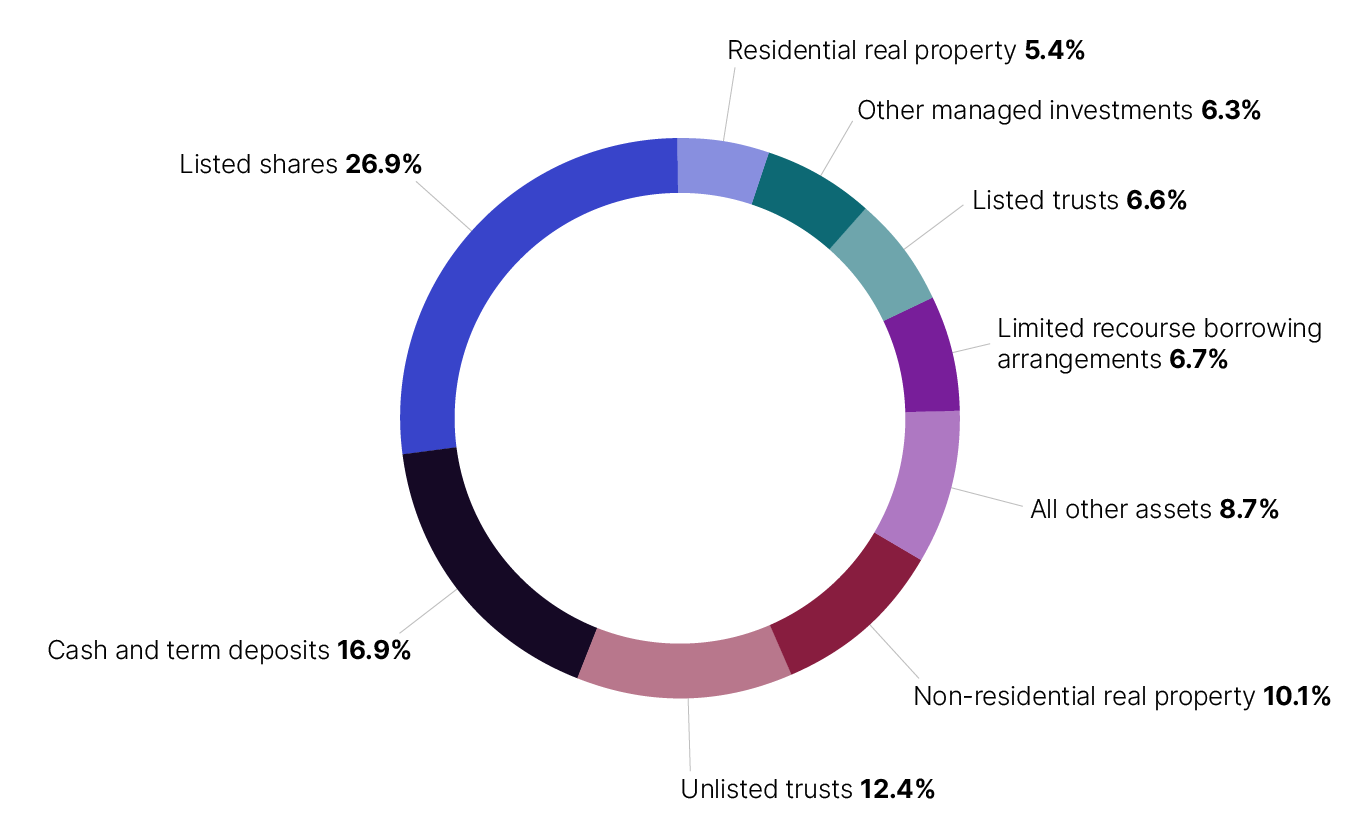 Residential real property 5.4%
Other managed investments 6.3%
Listed shares 26.9%
Listed trusts 6.6%
Limited recourse borrowing
arrangements 6.7%
All other assets 8.7%
Cash and term deposits 16.9%
Non-residential real property 10.1%
Unlisted trusts 12.4%